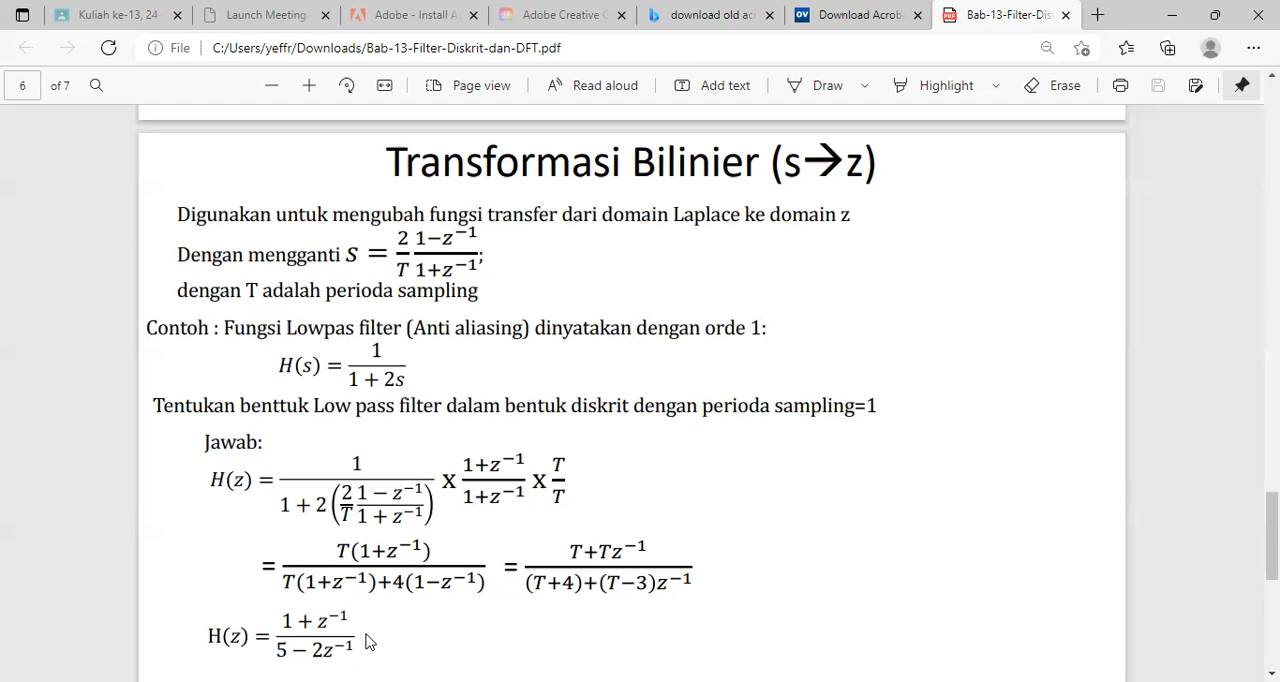 Kuliah ke-13, 24
Launch Meeting -
Adobe - Install A
Adobe Creative C
download old ac
Download Acrob
Bab-13-Filter-Dis
File C:/Users/yeffr/Downloads/Bab-13-Filter-Diskrit-dan-DFT.pdf
6 of 7 Page view Read aloud Add text Draw Highlight Erase
Transformasi Bilinier (s→z)
Digunakan untuk mengubah fungsi transfer dari domain Laplace ke domain z
Dengan mengganti s = 2/T (1−z⁻¹)/(1+z⁻¹);
dengan T adalah perioda sampling
Contoh : Fungsi Lowpas filter (Anti aliasing) dinyatakan dengan orde 1:
H(s) = 1/(1 + 2s)
Tentukan benttuk Low pass filter dalam bentuk diskrit dengan perioda sampling=1
Jawab:
H(z) = 1/(1 + 2(2/T (1 − z⁻¹)/(1 + z⁻¹))) x (1+z⁻¹)/(1+z⁻¹) x T/T
= T(1+z⁻¹)/(T(1+z⁻¹)+4(1−z⁻¹)) = (T+Tz⁻¹)/((T+4)+(T−3)z⁻¹)
H(z) = (1 + z⁻¹)/(5 − 2z⁻¹)